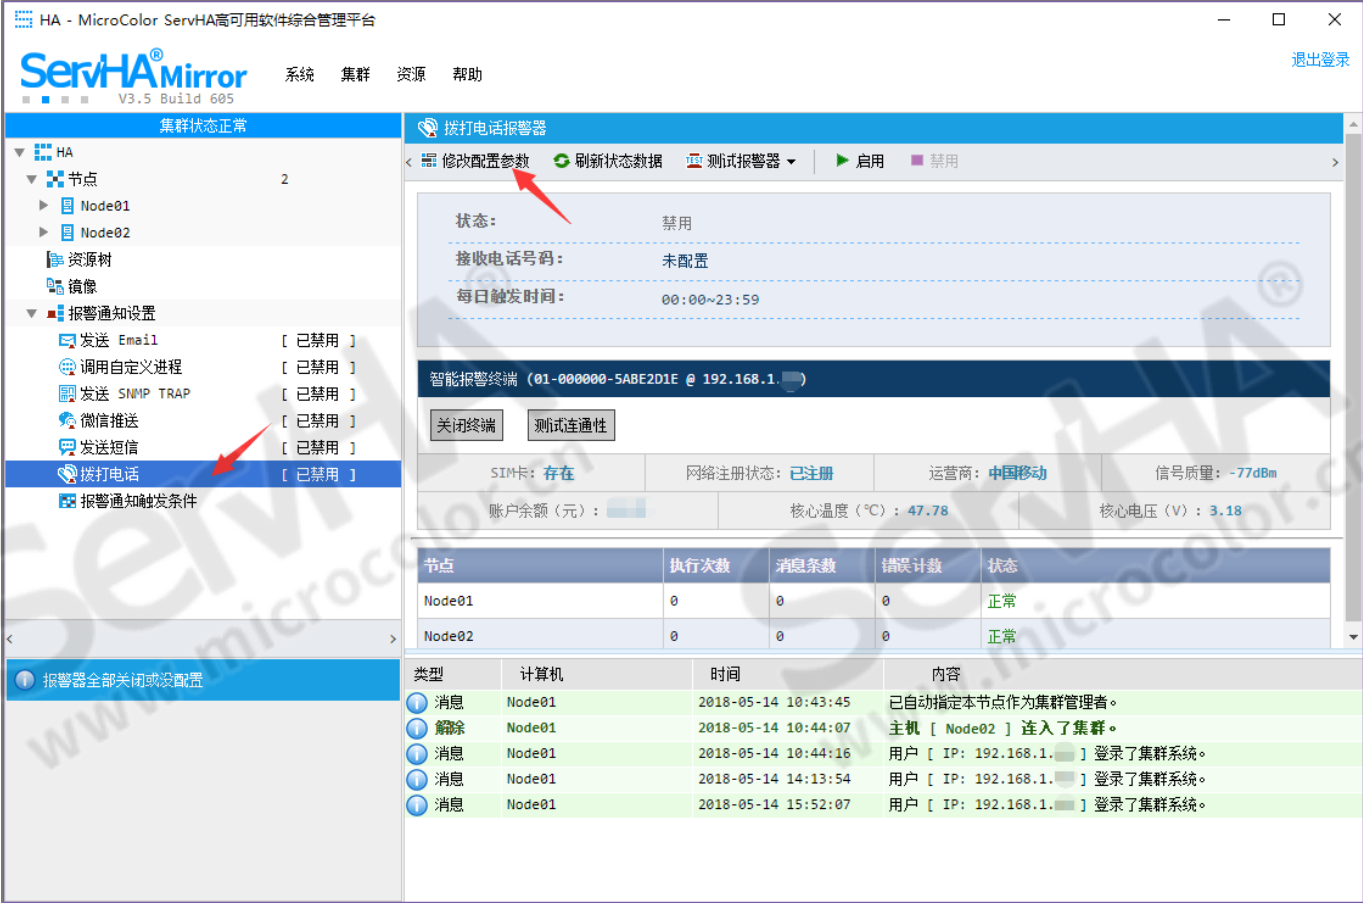 HA - MicroColor ServHA高可用软件综合管理平台
ServHA® Mirror
V3.5 Build 605
系统 集群 资源 帮助
退出登录
集群状态正常
HA
节点 2
Node01
Node02
资源树
镜像
报警通知设置
发送 Email [ 已禁用 ]
调用自定义进程 [ 已禁用 ]
发送 SNMP TRAP [ 已禁用 ]
微信推送 [ 已禁用 ]
发送短信 [ 已禁用 ]
拨打电话 [ 已禁用 ]
报警通知触发条件
报警器全部关闭或没配置
拨打电话报警器
修改配置参数 刷新状态数据 TEST 测试报警器 启用 禁用
状态: 禁用
接收电话号码: 未配置
每日触发时间: 00:00~23:59
智能报警终端 (01-000000-5ABE2D1E @ 192.168.1. )
关闭终端 测试连通性
SIM卡: 存在 网络注册状态: 已注册 运营商: 中国移动 信号质量: -77dBm
账户余额（元）: 核心温度（℃）: 47.78 核心电压（V）: 3.18
节点 执行次数 消息条数 错误计数 状态
Node01 0 0 0 正常
Node02 0 0 0 正常
类型 计算机 时间 内容
消息 Node01 2018-05-14 10:43:45 已自动指定本节点作为集群管理者。
解除 Node01 2018-05-14 10:44:07 主机 [ Node02 ] 连入了集群。
消息 Node01 2018-05-14 10:44:16 用户 [ IP: 192.168.1. ] 登录了集群系统。
消息 Node01 2018-05-14 14:13:54 用户 [ IP: 192.168.1. ] 登录了集群系统。
消息 Node01 2018-05-14 15:52:07 用户 [ IP: 192.168.1. ] 登录了集群系统。
ServHA®
www.microcolor.cn
ServHA®
www.microcolor.cn